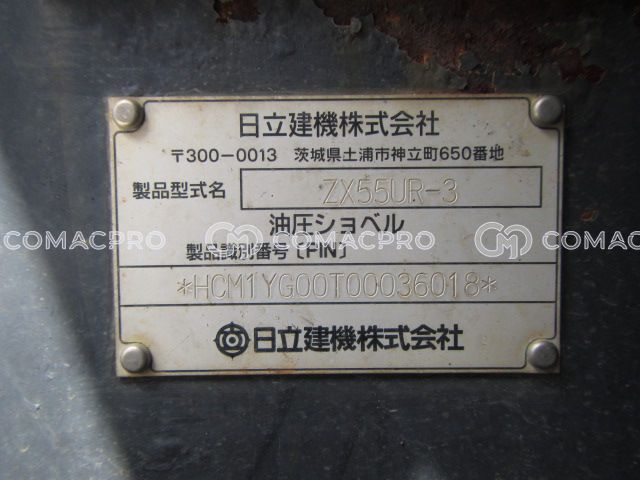 日立建機株式会社
〒300-0013 茨城県土浦市神立町650番地
製品型式名 ZX55UR-3
油圧ショベル
製品識別番号〔PIN〕
*HCM1YG00T00036018*
日立建機株式会社
COMACPRO COMACPRO COMACPRO